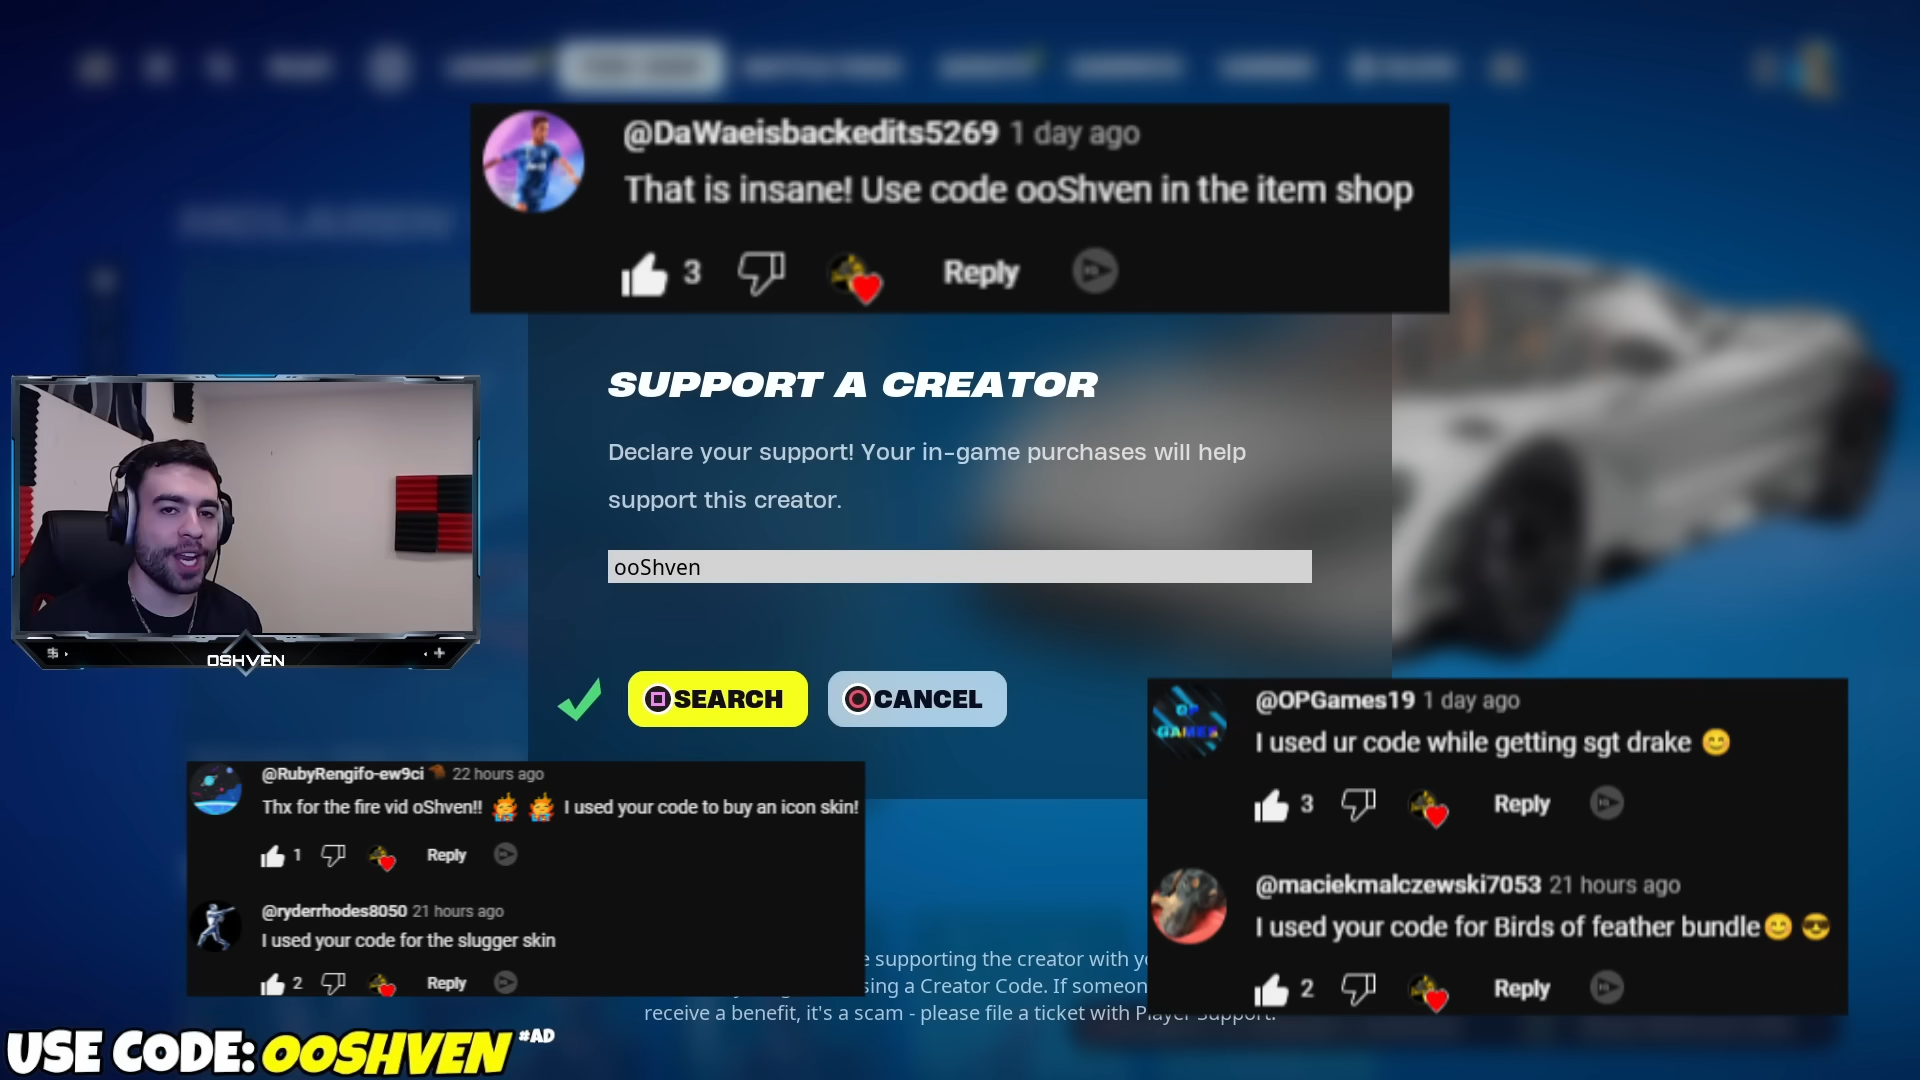 @DaWaeisbackedits5269 1 day ago
That is insane! Use code ooShven in the item shop
3
Reply
SUPPORT A CREATOR
Declare your support! Your in-game purchases will help
support this creator.
ooShven
OSHVEN
SEARCH
CANCEL
@RubyRengifo-ew9ci 22 hours ago
Thx for the fire vid oShven!! I used your code to buy an icon skin!
1
Reply
@ryderrhodes8050 21 hours ago
I used your code for the slugger skin
2
Reply
OP
GAMES
@OPGames19 1 day ago
I used ur code while getting sgt drake
3
Reply
@maciekmalczewski7053 21 hours ago
I used your code for Birds of feather bundle
2
Reply
supporting the creator with
a Creator Code. If
receive a benefit, it's a scam - please file a ticket with Player Support.
USE CODE: OOSHVEN #AD